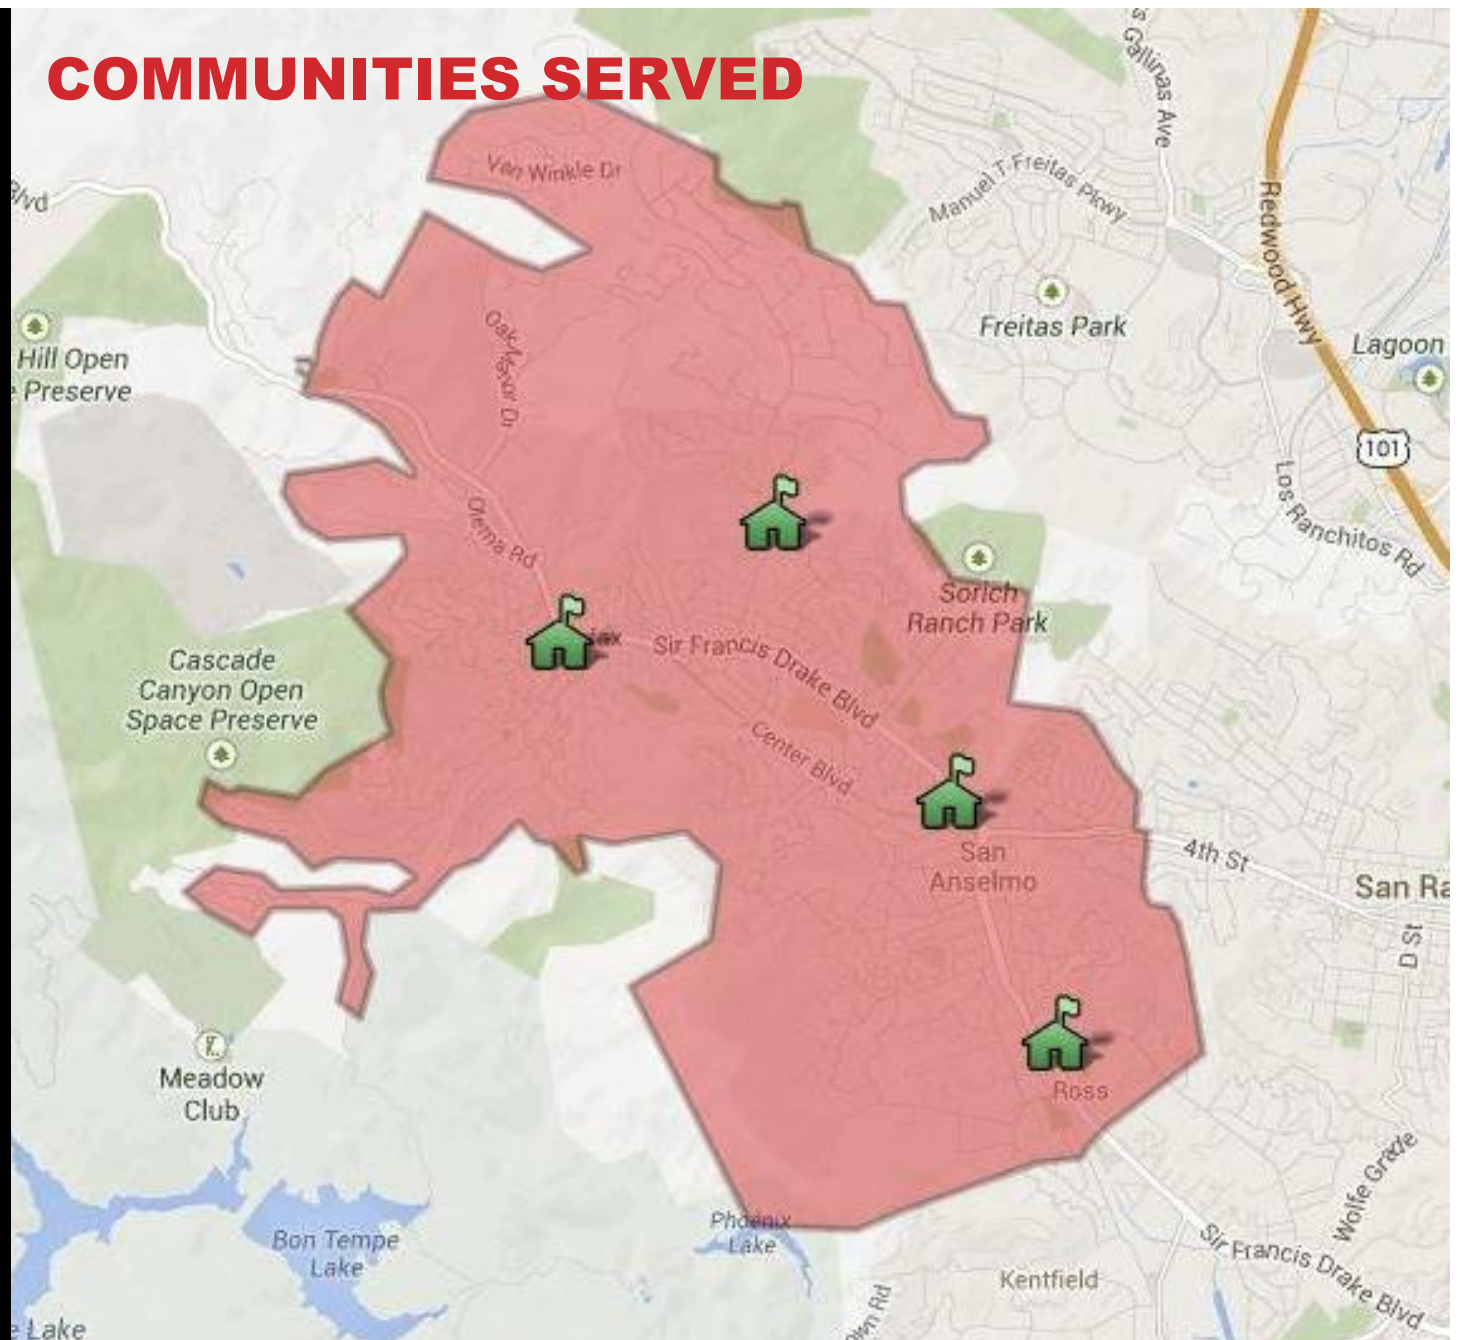 COMMUNITIES SERVED
Gallinas Ave
Van Winkle Dr
Manuel T Freitas Pkwy
Blvd
Redwood Hwy
Freitas Park
Hill Open
Preserve
Lagoon
Oak Manor Dr
101
Los Ranchitos Rd
Olema Rd
Sorich
Ranch Park
Sir Francis Drake Blvd
Cascade
Canyon Open
Space Preserve
Center Blvd
San
Anselmo
4th St
San Ra
D St
Meadow
Club
Ross
Wolfe Grade
Phoenix
Lake
Bon Tempe
Lake
Sir Francis Drake Blvd
Kentfield
Rd
Lake